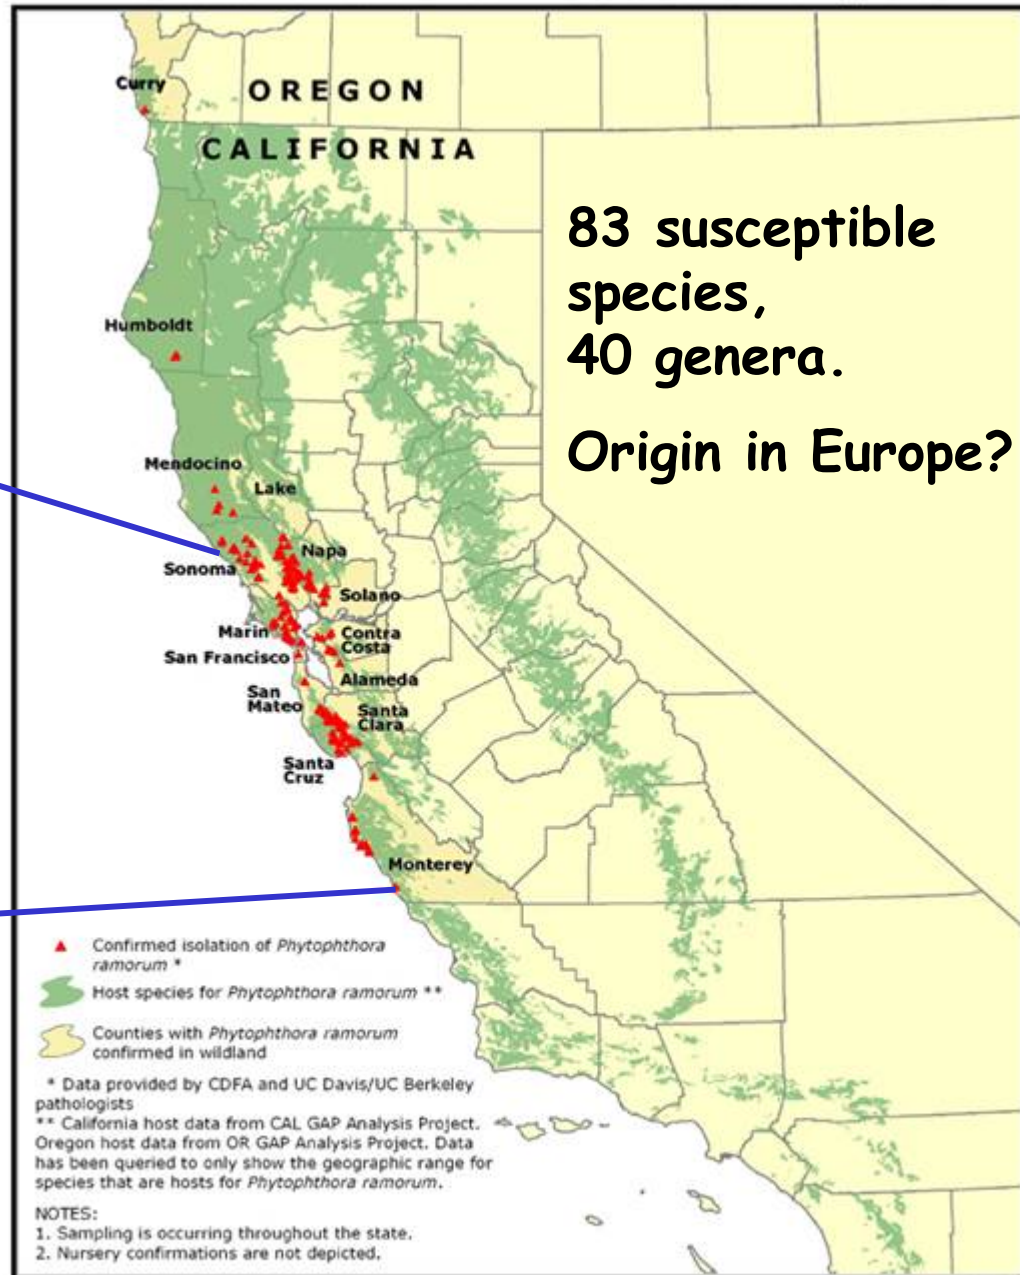 Curry
OREGON
CALIFORNIA
83 susceptible
species,
40 genera.
Origin in Europe?
Humboldt
Mendocino
Lake
Napa
Sonoma
Solano
Marin
Contra
Costa
San Francisco
Alameda
San
Mateo
Santa
Clara
Santa
Cruz
Monterey
Confirmed isolation of Phytophthora
ramorum *
Host species for Phytophthora ramorum **
Counties with Phytophthora ramorum
confirmed in wildland
* Data provided by CDFA and UC Davis/UC Berkeley
pathologists
** California host data from CAL GAP Analysis Project.
Oregon host data from OR GAP Analysis Project. Data
has been queried to only show the geographic range for
species that are hosts for Phytophthora ramorum.
NOTES:
1. Sampling is occurring throughout the state.
2. Nursery confirmations are not depicted.